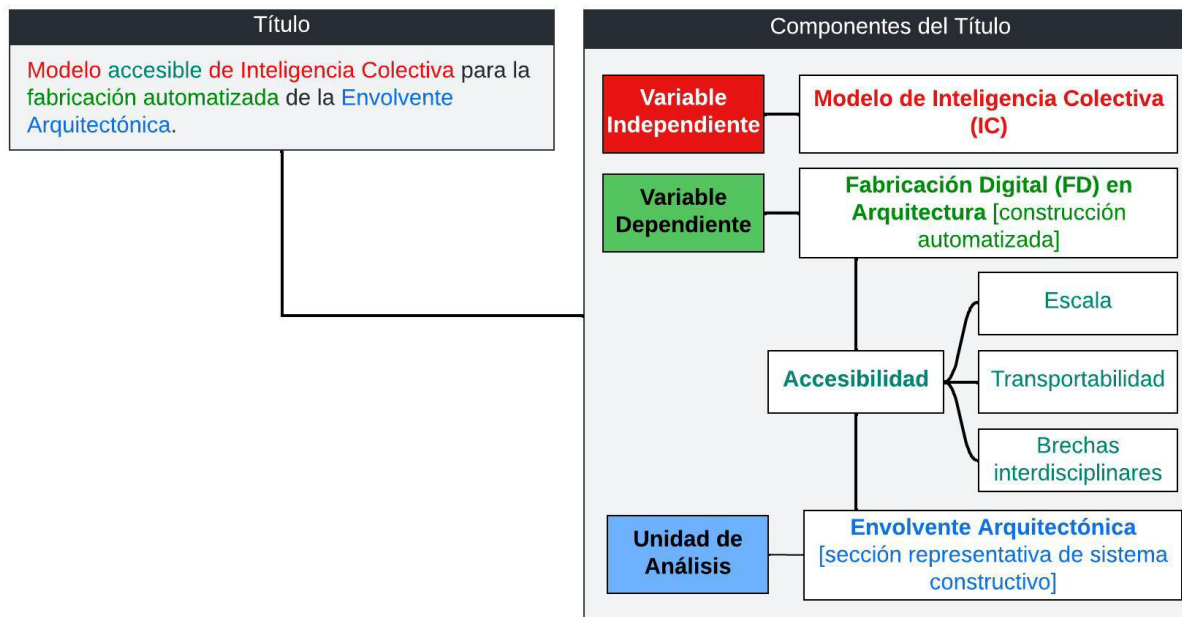 Título
Modelo accesible de Inteligencia Colectiva para la
fabricación automatizada de la Envolvente
Arquitectónica.
Componentes del Título
Variable
Independiente
Modelo de Inteligencia Colectiva
(IC)
Variable
Dependiente
Fabricación Digital (FD) en
Arquitectura [construcción
automatizada]
Escala
Accesibilidad
Transportabilidad
Brechas
interdisciplinares
Unidad de
Análisis
Envolvente Arquitectónica
[sección representativa de sistema
constructivo]